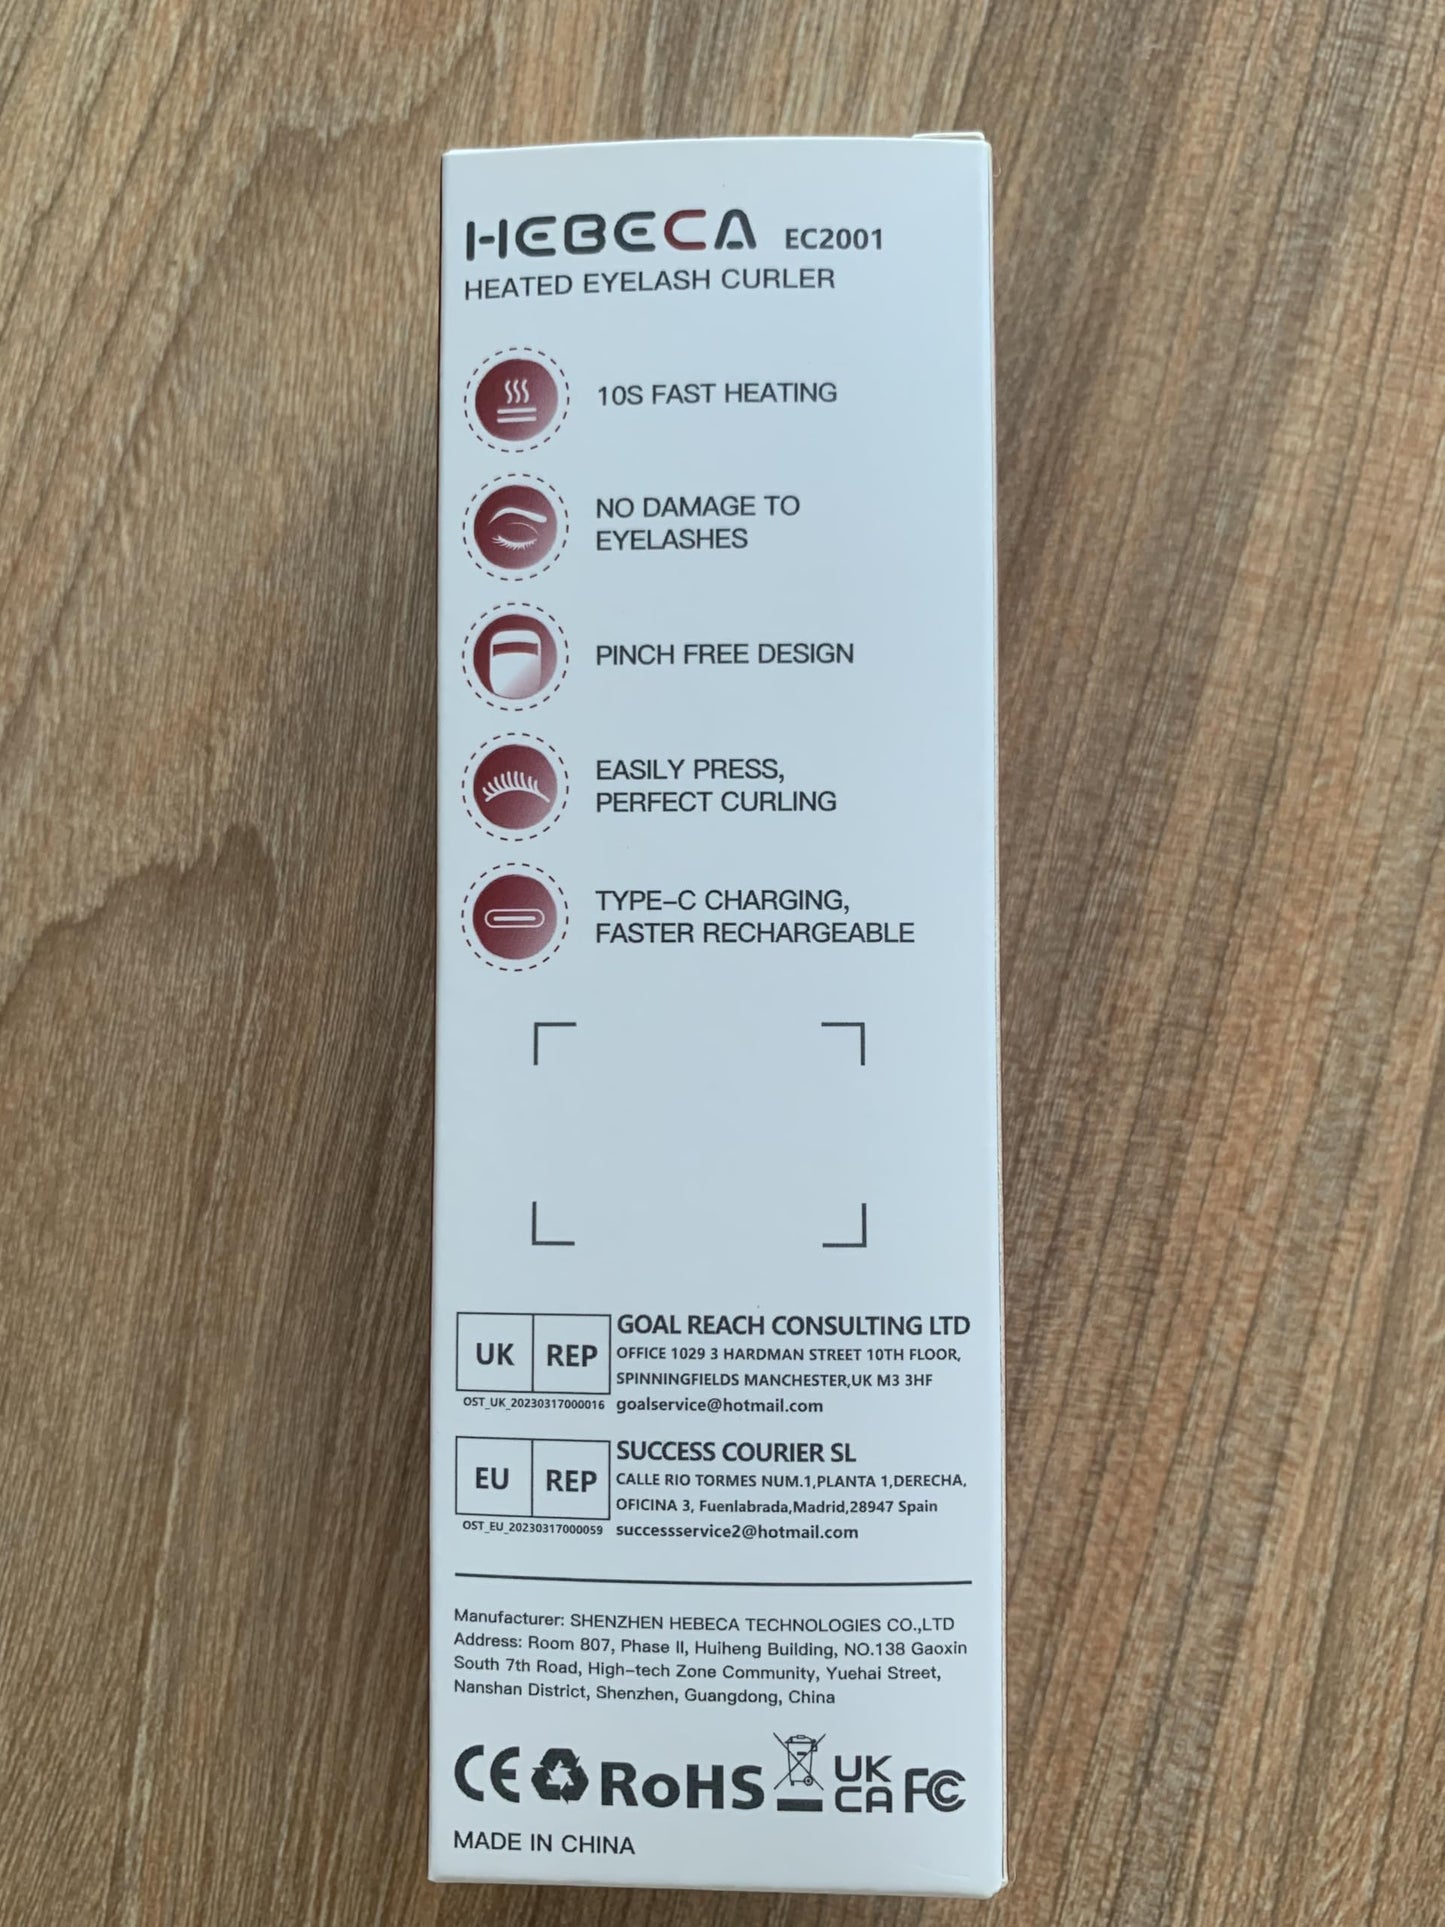 HEBECA EC2001
HEATED EYELASH CURLER
10S FAST HEATING
NO DAMAGE TO
EYELASHES
PINCH FREE DESIGN
EASILY PRESS,
PERFECT CURLING
TYPE-C CHARGING,
FASTER RECHARGEABLE
UK REP
OST_UK_20230317000016
GOAL REACH CONSULTING LTD
OFFICE 1029 3 HARDMAN STREET 10TH FLOOR,
SPINNINGFIELDS MANCHESTER,UK M3 3HF
goalservice@hotmail.com
EU REP
OST_EU_20230317000059
SUCCESS COURIER SL
CALLE RIO TORMES NUM.1,PLANTA 1,DERECHA,
OFICINA 3, Fuenlabrada,Madrid,28947 Spain
successservice2@hotmail.com
Manufacturer: SHENZHEN HEBECA TECHNOLOGIES CO.,LTD
Address: Room 807, Phase II, Huiheng Building, NO.138 Gaoxin
South 7th Road, High-tech Zone Community, Yuehai Street,
Nanshan District, Shenzhen, Guangdong, China
CE RoHS UK CA FC
MADE IN CHINA